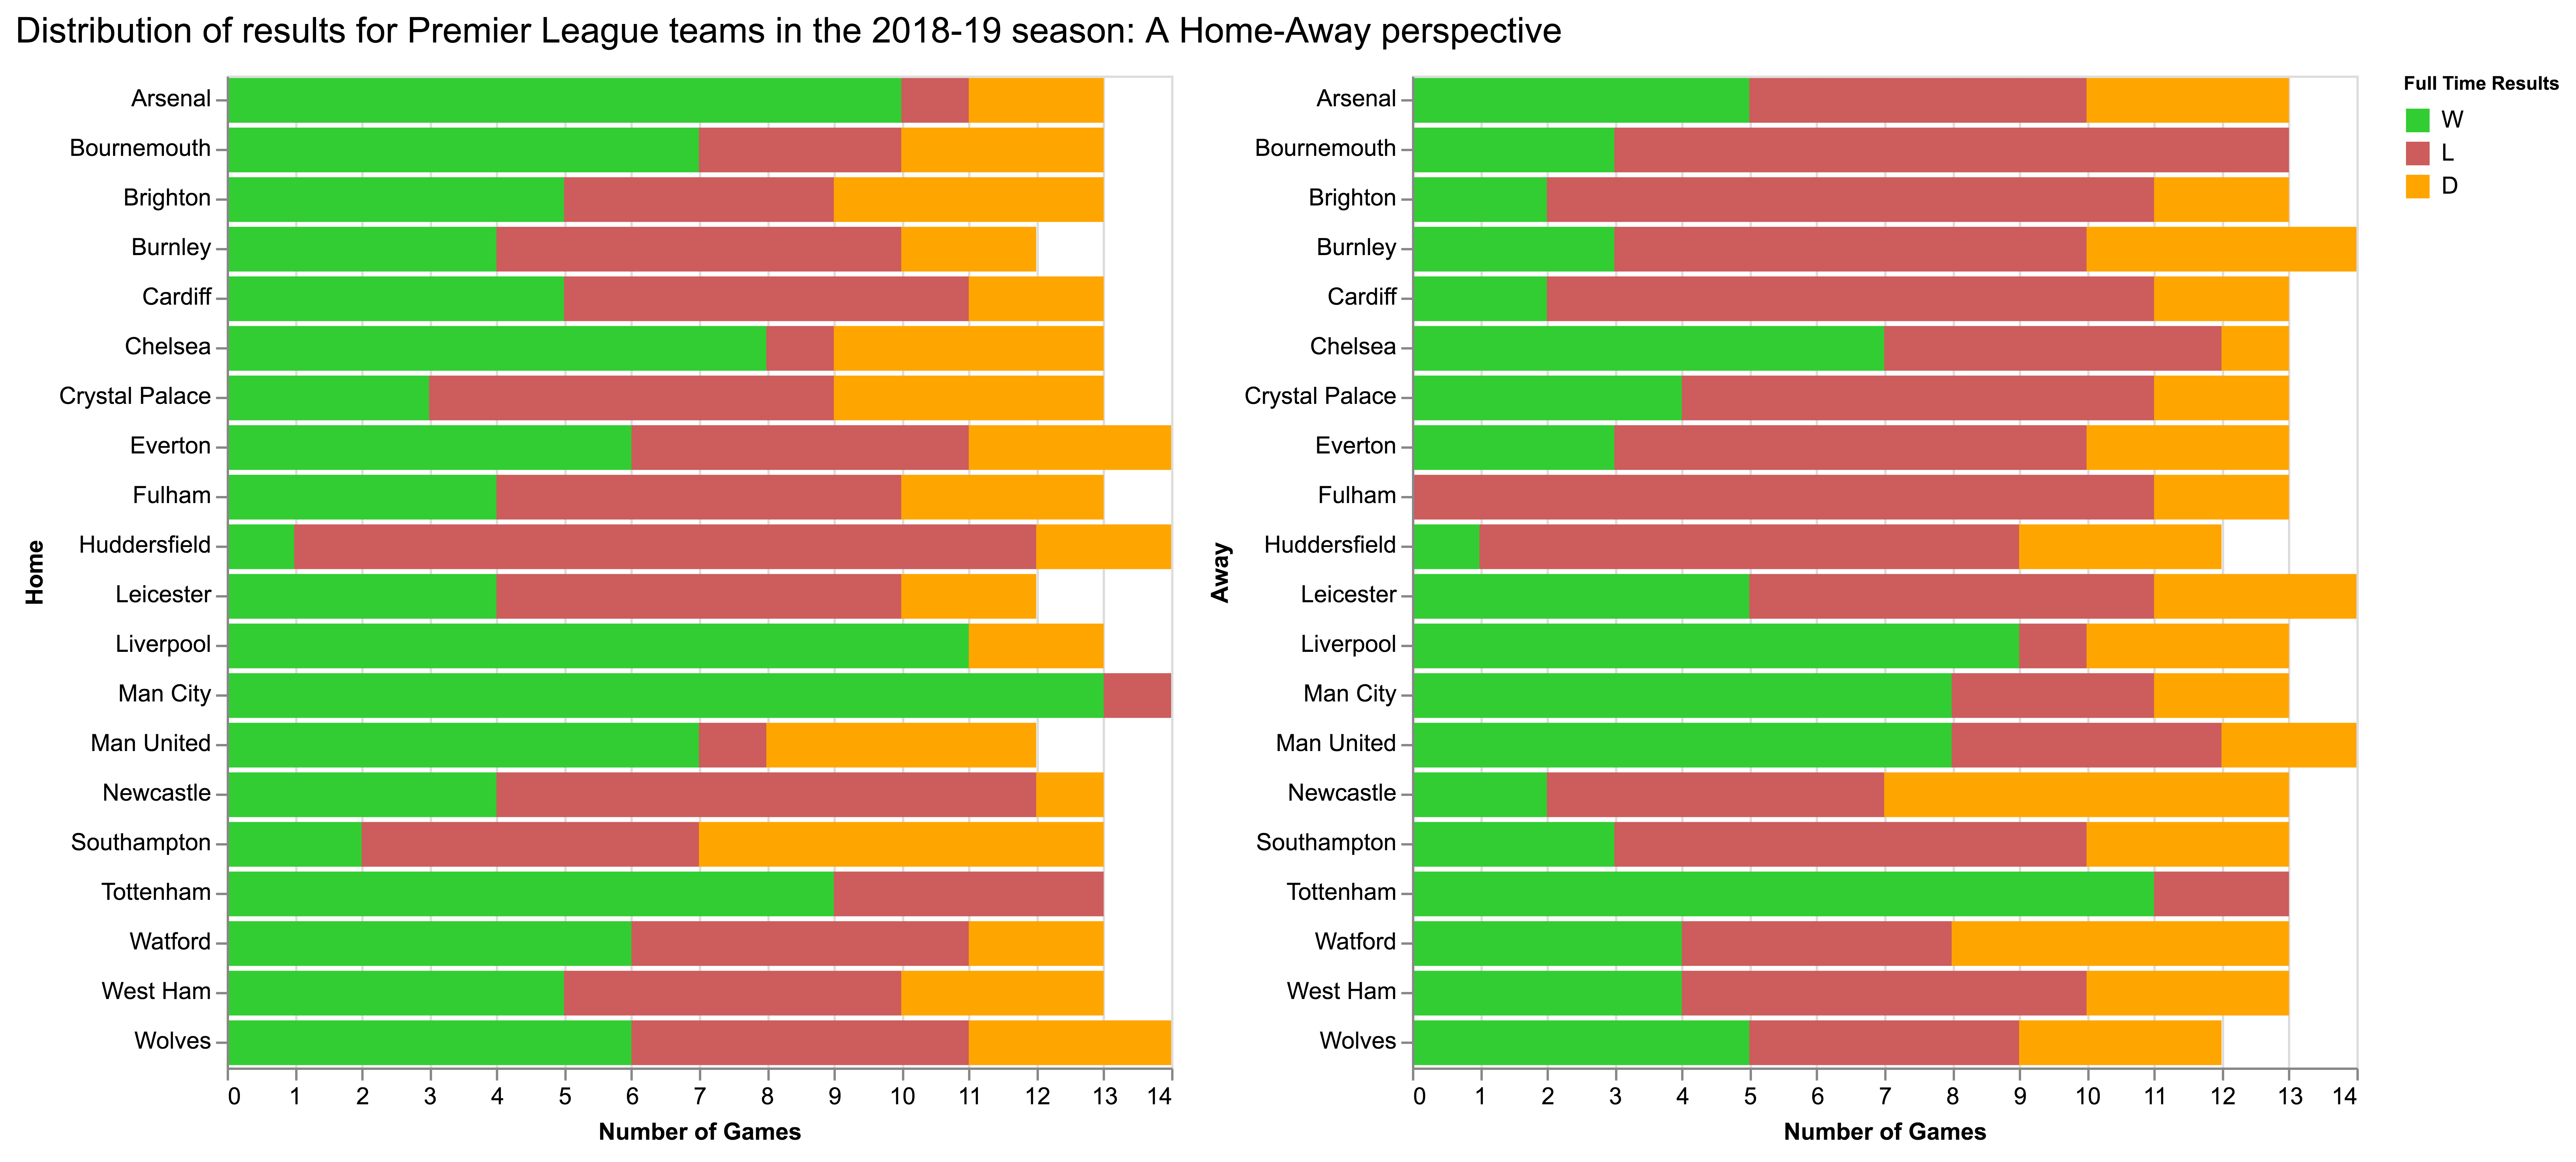 Distribution of results for Premier League teams in the 2018-19 season: A Home-Away perspective
Home
Arsenal
Bournemouth
Brighton
Burnley
Cardiff
Chelsea
Crystal Palace
Everton
Fulham
Huddersfield
Leicester
Liverpool
Man City
Man United
Newcastle
Southampton
Tottenham
Watford
West Ham
Wolves
0 1 2 3 4 5 6 7 8 9 10 11 12 13 14
Number of Games
Away
Arsenal
Bournemouth
Brighton
Burnley
Cardiff
Chelsea
Crystal Palace
Everton
Fulham
Huddersfield
Leicester
Liverpool
Man City
Man United
Newcastle
Southampton
Tottenham
Watford
West Ham
Wolves
0 1 2 3 4 5 6 7 8 9 10 11 12 13 14
Number of Games
Full Time Results
W
L
D